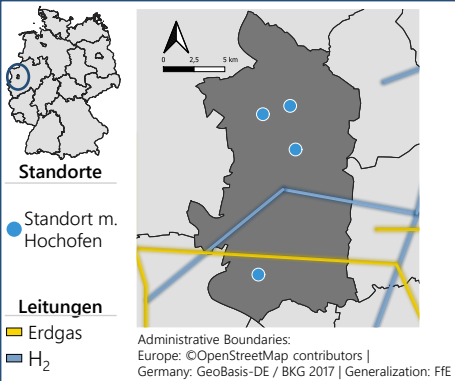 0 2,5 5 km
Standorte
Standort m.
Hochofen
Leitungen
Erdgas
H₂
Administrative Boundaries:
Europe: ©OpenStreetMap contributors |
Germany: GeoBasis-DE / BKG 2017 | Generalization: FfE